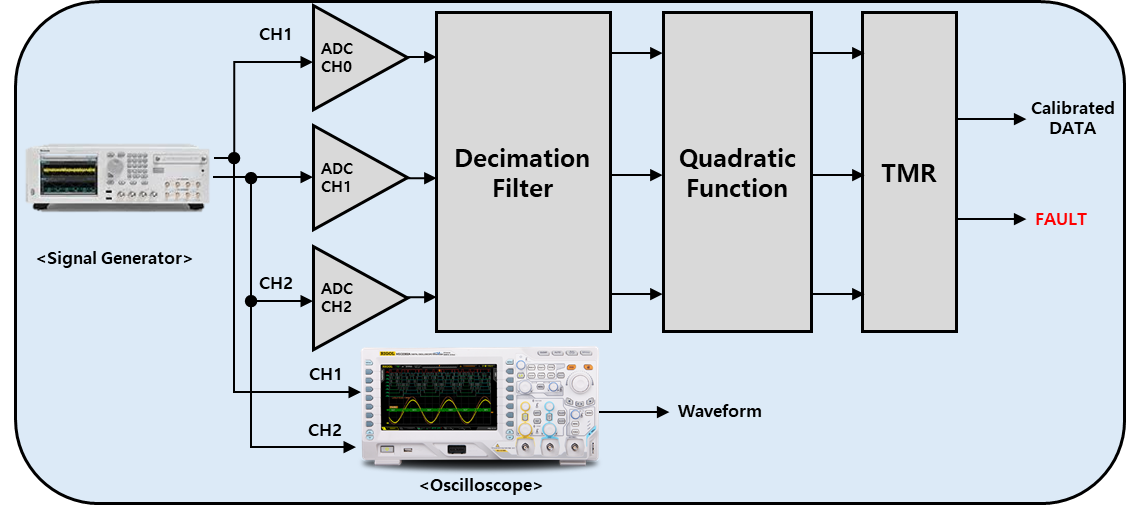 CH1
ADC
CH0
ADC
CH1
Decimation
Filter
Quadratic
Function
TMR
Calibrated
DATA
FAULT
<Signal Generator>
CH2
ADC
CH2
RIGOL
CH1
CH2
Waveform
<Oscilloscope>